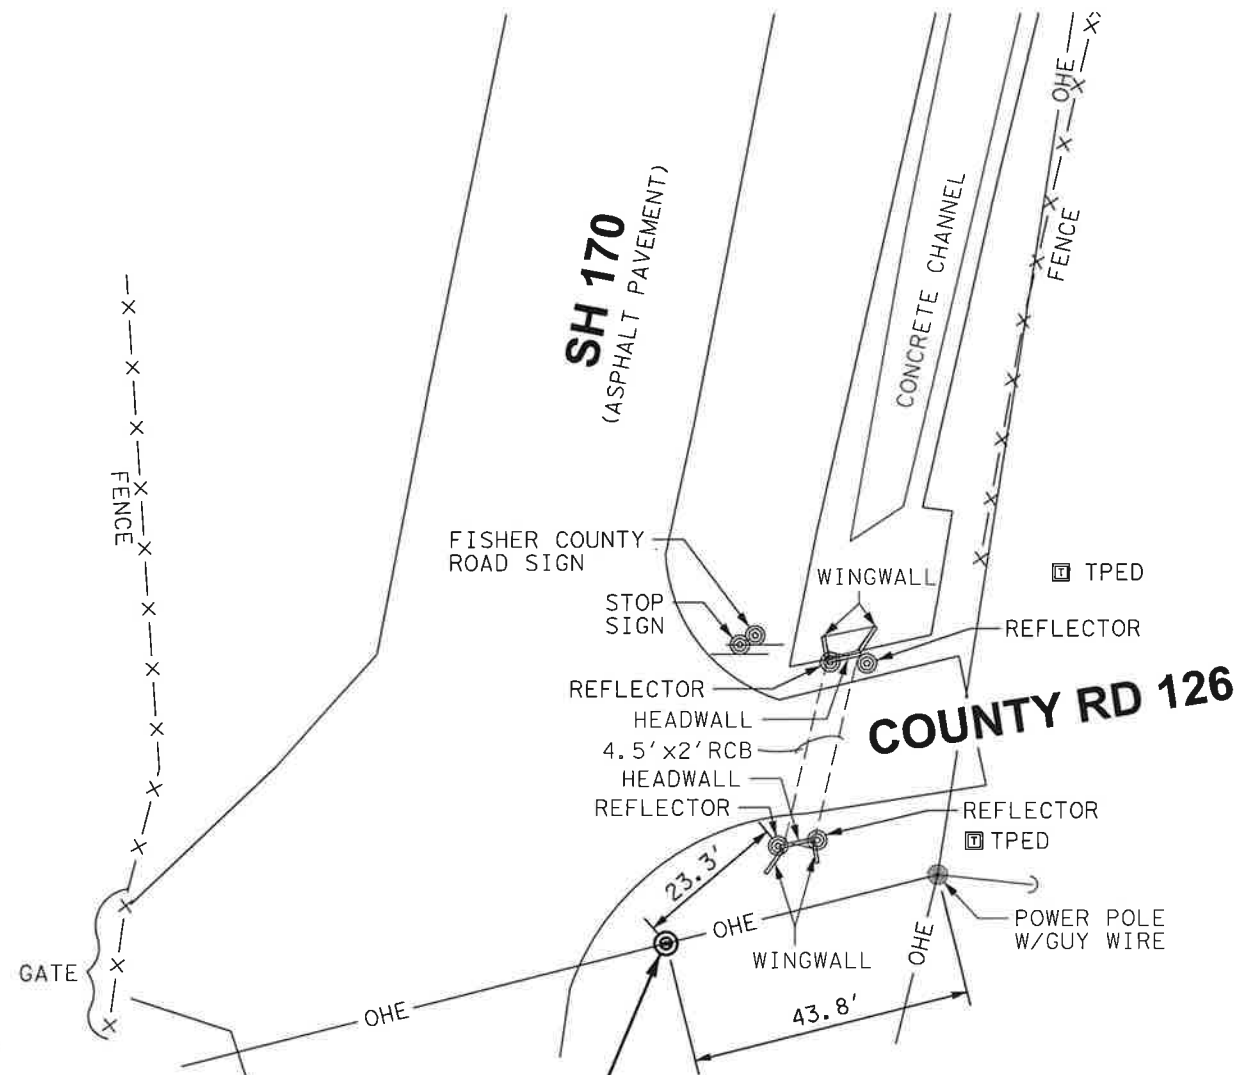 OHE
SH 170
(ASPHALT PAVEMENT)
CONCRETE CHANNEL
FENCE
FENCE
FISHER COUNTY
ROAD SIGN
WINGWALL
T TPED
STOP
SIGN
REFLECTOR
REFLECTOR
HEADWALL
COUNTY RD 126
4.5'x2'RCB
HEADWALL
REFLECTOR
REFLECTOR
T TPED
23.3'
OHE
POWER POLE
W/GUY WIRE
OHE
WINGWALL
GATE
OHE
43.8'